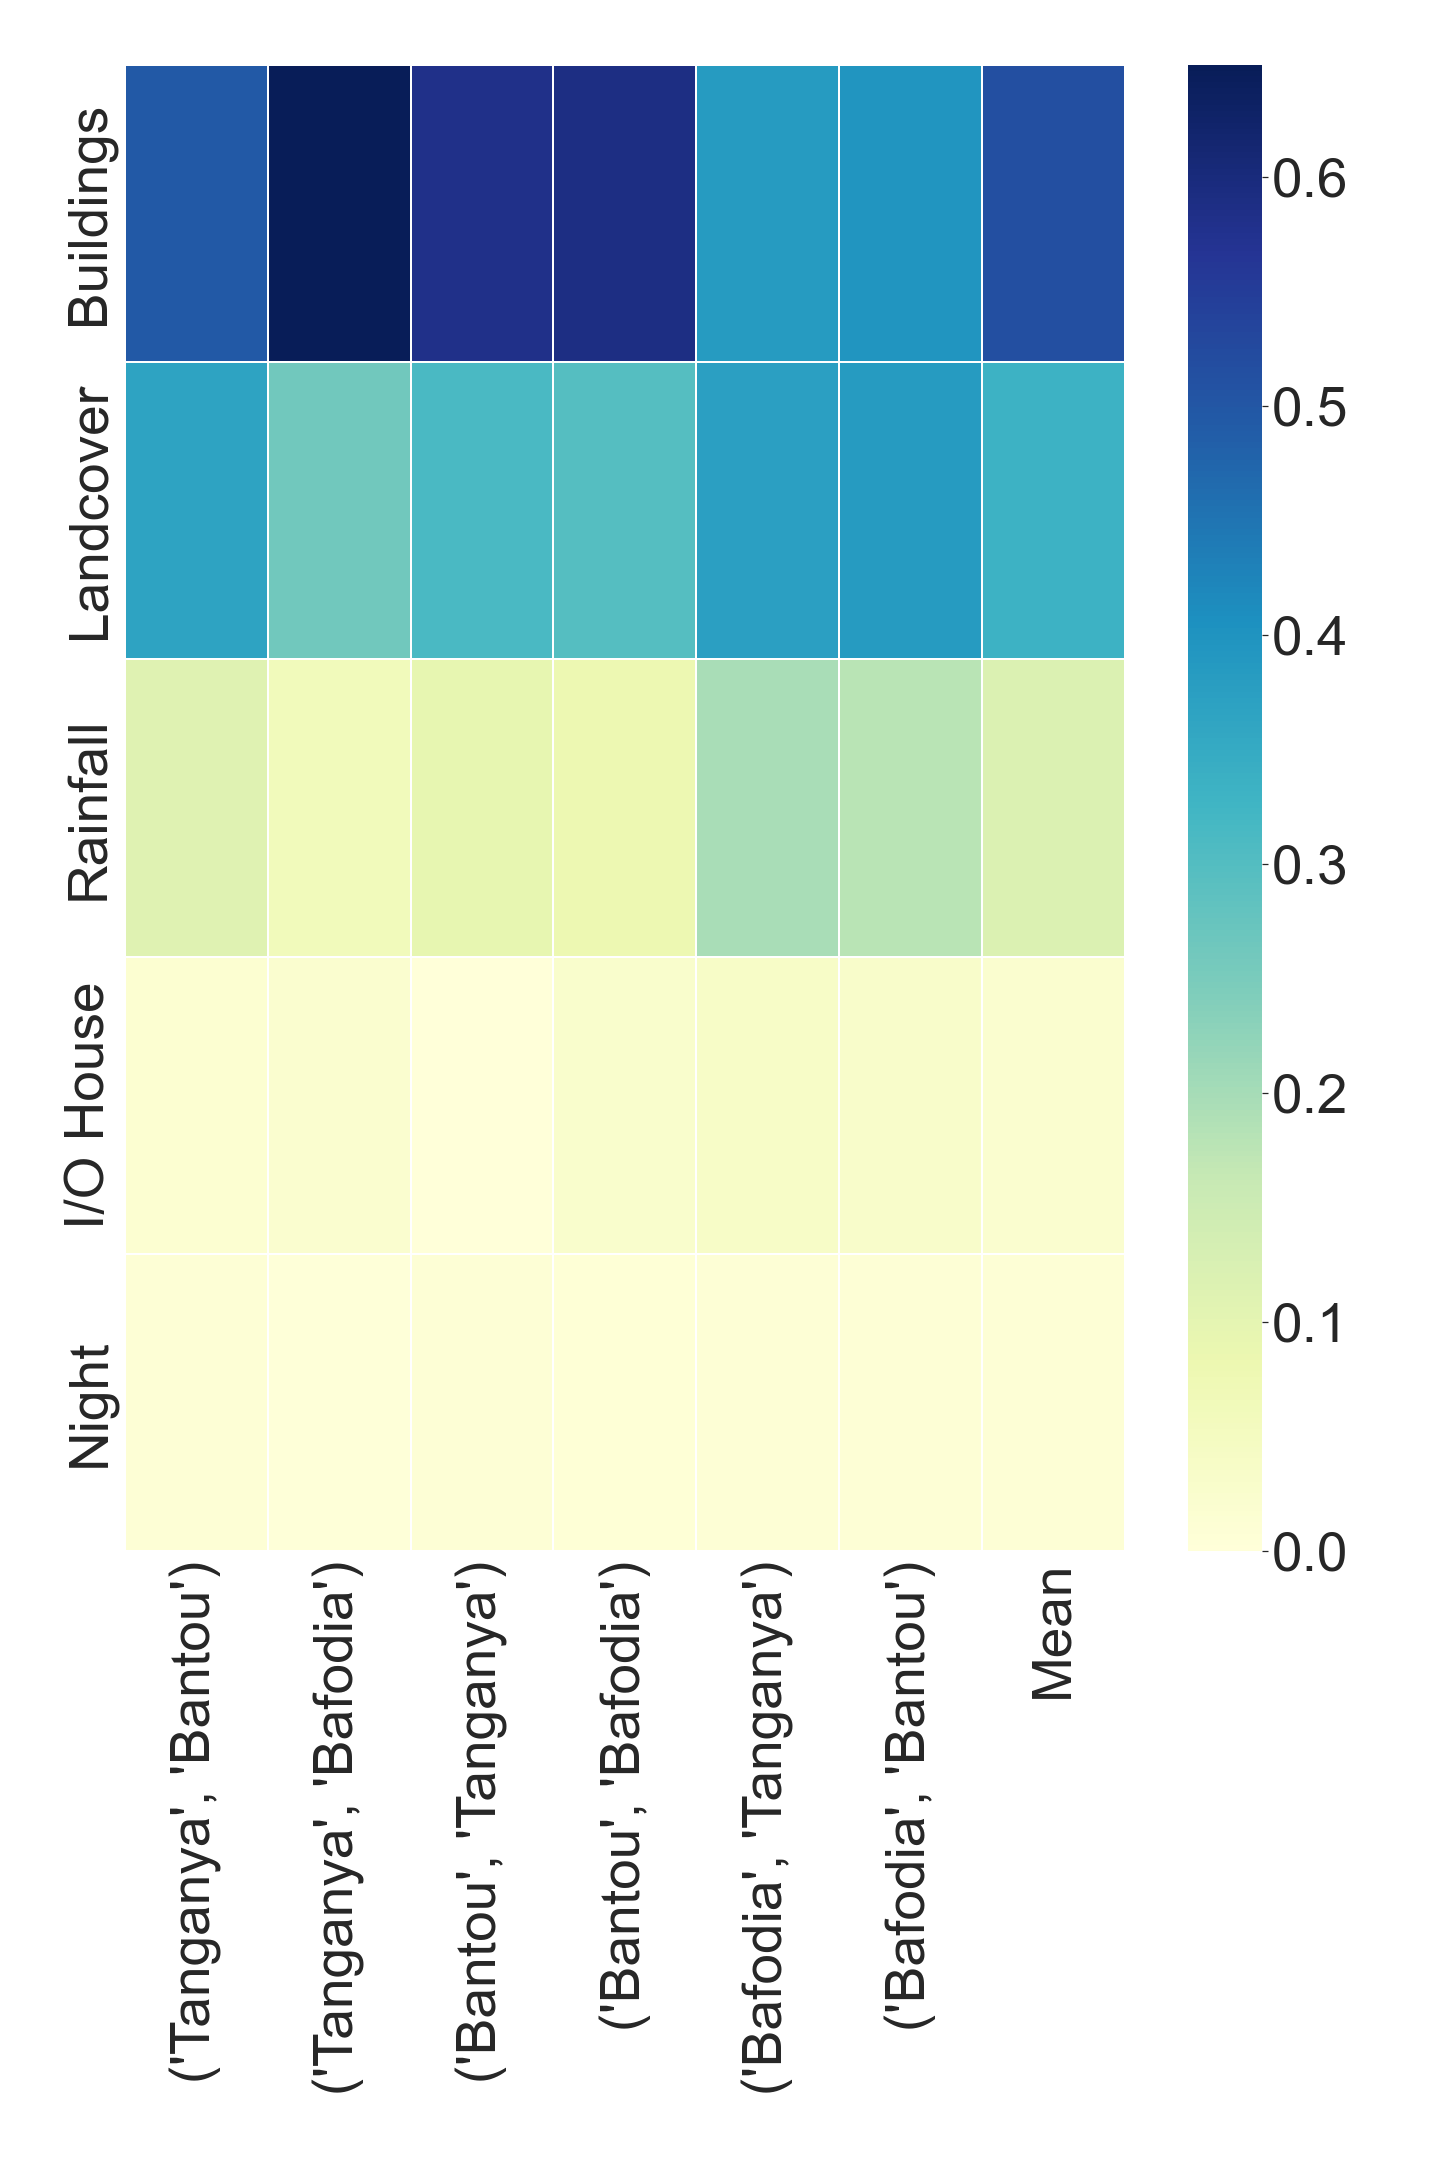 Buildings
Landcover
Rainfall
I/O House
Night
('Tanganya', 'Bantou')
('Tanganya', 'Bafodia')
('Bantou', 'Tanganya')
('Bantou', 'Bafodia')
('Bafodia', 'Tanganya')
('Bafodia', 'Bantou')
Mean
0.6
0.5
0.4
0.3
0.2
0.1
0.0